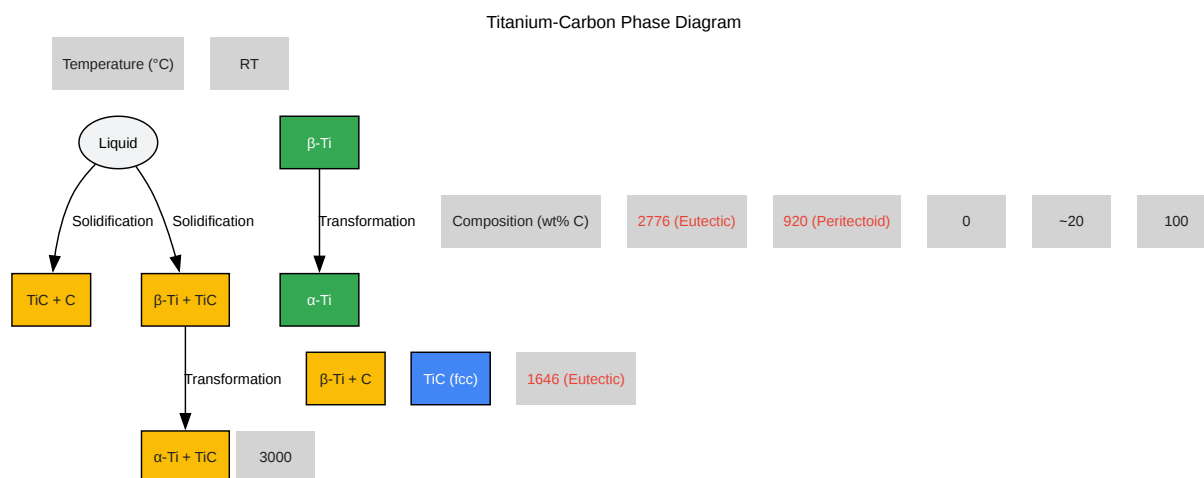 Titanium-Carbon Phase Diagram
Temperature (°C)
RT
Liquid
β-Ti
Solidification
Solidification
Transformation
Composition (wt% C)
2776 (Eutectic)
920 (Peritectoid)
0
~20
100
TiC + C
β-Ti + TiC
α-Ti
Transformation
β-Ti + C
TiC (fcc)
1646 (Eutectic)
α-Ti + TiC
3000